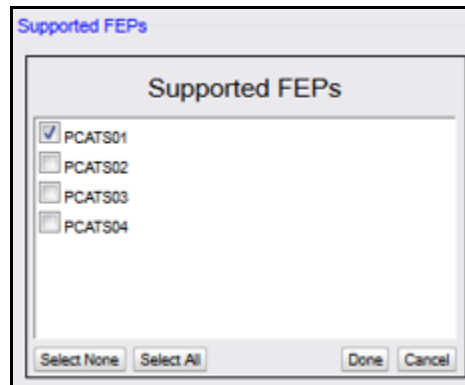 Supported FEPs
Supported FEPs
PCATS01
PCATS02
PCATS03
PCATS04
Select None Select All Done Cancel